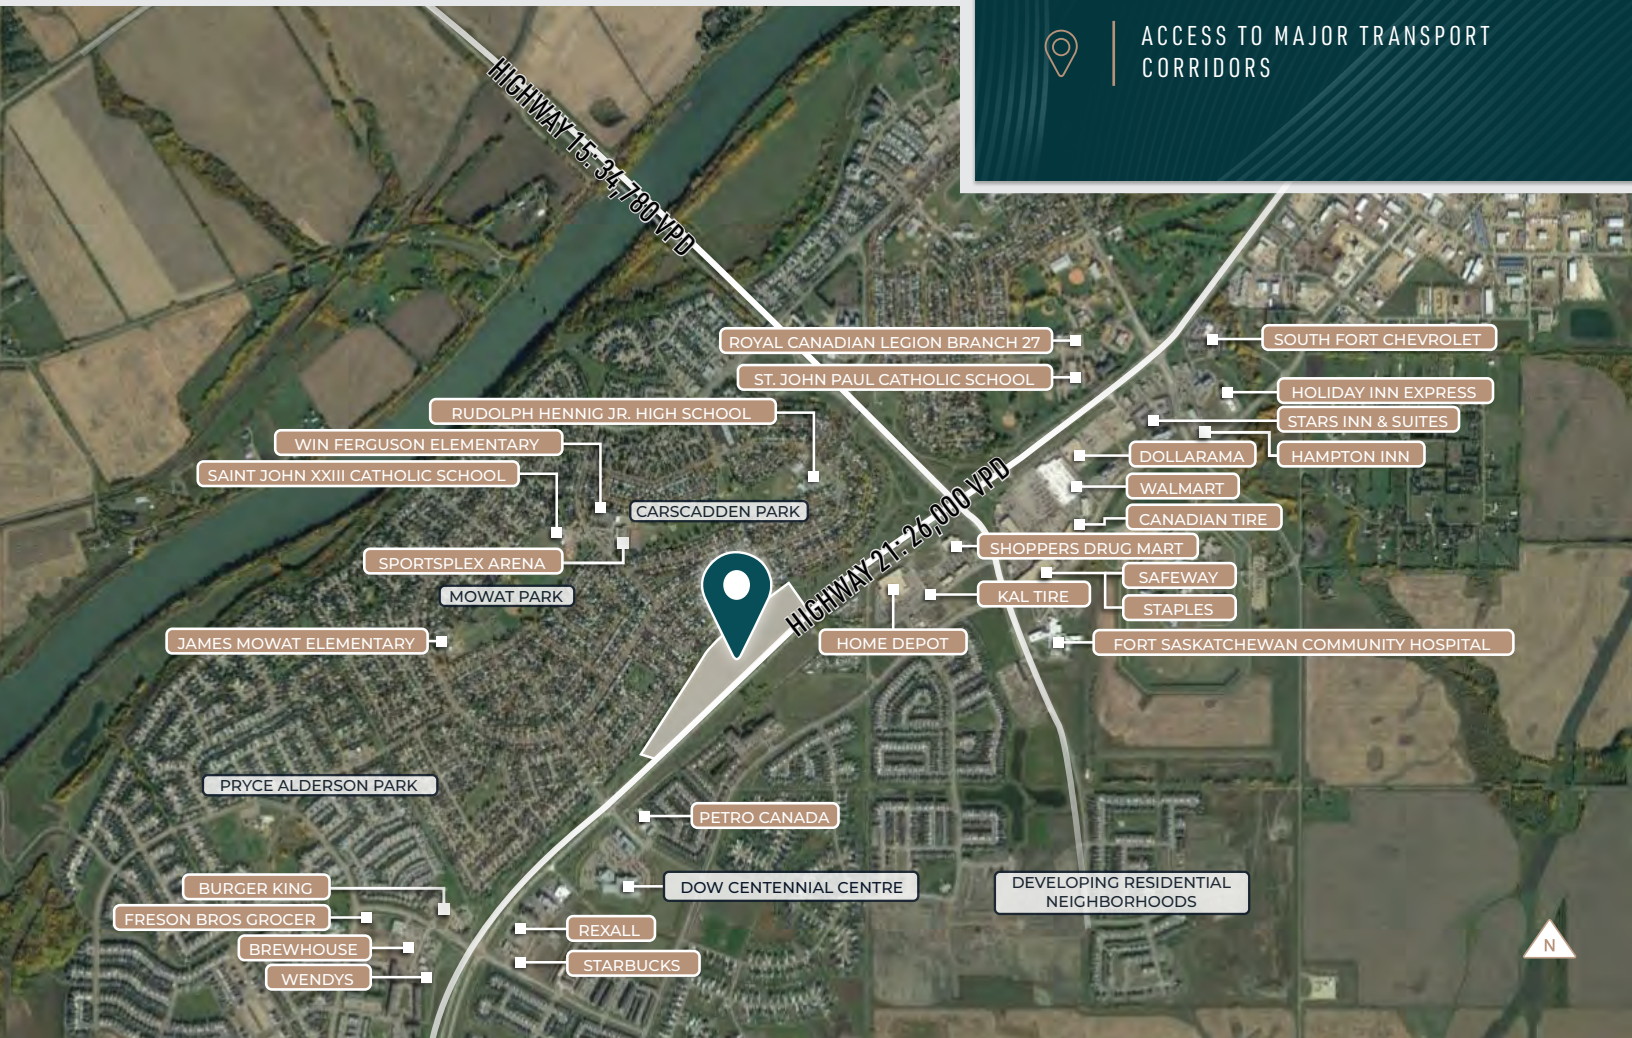 ACCESS TO MAJOR TRANSPORT
CORRIDORS
HIGHWAY 15: 34,780 VPD
ROYAL CANADIAN LEGION BRANCH 27
SOUTH FORT CHEVROLET
ST. JOHN PAUL CATHOLIC SCHOOL
HOLIDAY INN EXPRESS
RUDOLPH HENNIG JR. HIGH SCHOOL
STARS INN & SUITES
WIN FERGUSON ELEMENTARY
DOLLARAMA
HAMPTON INN
SAINT JOHN XXIII CATHOLIC SCHOOL
WALMART
CARSCADDEN PARK
CANADIAN TIRE
HIGHWAY 21: 26,000 VPD
SHOPPERS DRUG MART
SPORTSPLEX ARENA
SAFEWAY
MOWAT PARK
KAL TIRE
STAPLES
JAMES MOWAT ELEMENTARY
HOME DEPOT
FORT SASKATCHEWAN COMMUNITY HOSPITAL
PRYCE ALDERSON PARK
PETRO CANADA
BURGER KING
DOW CENTENNIAL CENTRE
DEVELOPING RESIDENTIAL
NEIGHBORHOODS
FRESON BROS GROCER
REXALL
BREWHOUSE
N
STARBUCKS
WENDYS